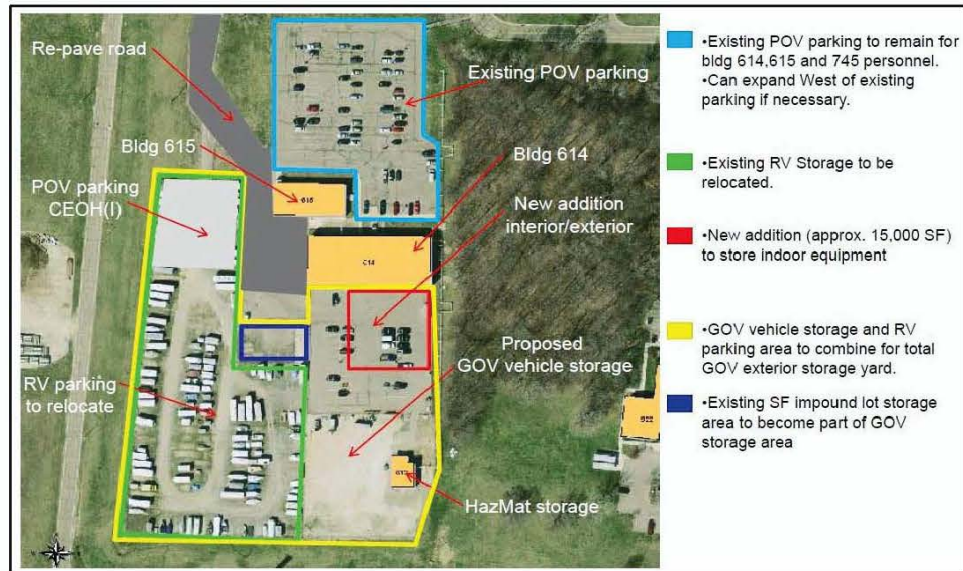 Re-pave road
Existing POV parking
Bldg 615
Bldg 614
POV parking
CEOH(I)
New addition
interior/exterior
615
614
Proposed
GOV vehicle storage
RV parking
to relocate
HazMat storage
•Existing POV parking to remain for
bldg 614,615 and 745 personnel.
•Can expand West of existing
parking if necessary.
•Existing RV Storage to be
relocated.
•New addition (approx. 15,000 SF)
to store indoor equipment
•GOV vehicle storage and RV
parking area to combine for total
GOV exterior storage yard.
•Existing SF impound lot storage
area to become part of GOV
storage area